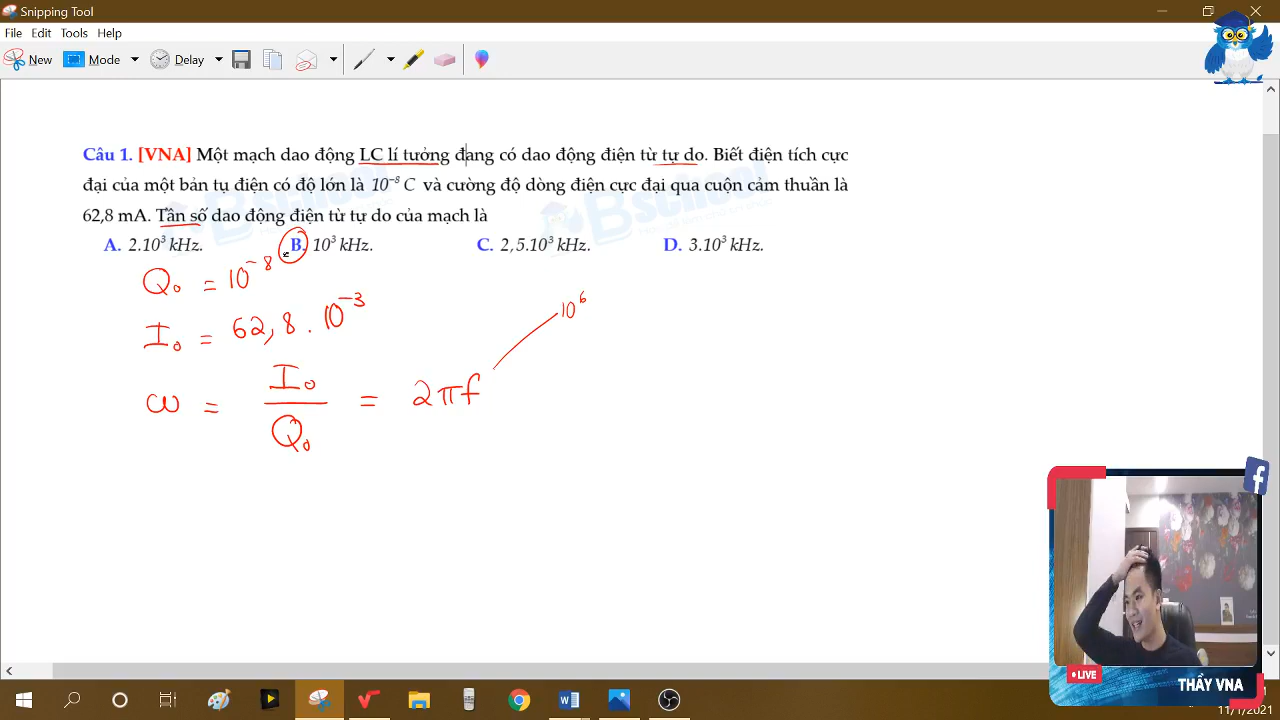 Snipping Tool
File Edit Tools Help
New Mode Delay
Câu 1. [VNA] Một mạch dao động LC lí tưởng đang có dao động điện từ tự do. Biết điện tích cực
đại của một bản tụ điện có độ lớn là 10⁻⁸ C và cường độ dòng điện cực đại qua cuộn cảm thuần là
62,8 mA. Tần số dao động điện từ tự do của mạch là
A. 2.10³ kHz. B. 10³ kHz. C. 2,5.10³ kHz. D. 3.10³ kHz.
Q₀ = 10⁻⁸
I₀ = 62,8 . 10⁻³
10⁶
ω = I₀ / Q₀ = 2πf
LIVE
THẦY VNA
11/1/2021